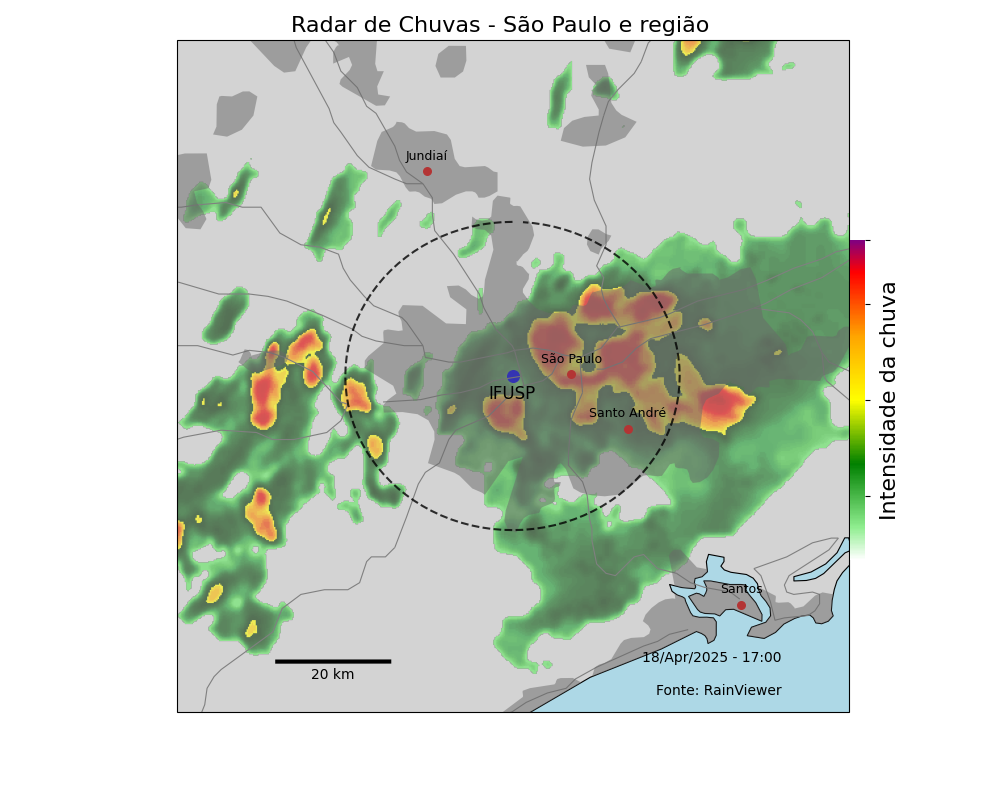 Radar de Chuvas - São Paulo e região
Jundiaí
São Paulo
IFUSP
Santo André
Intensidade da chuva
Santos
18/Apr/2025 - 17:00
20 km
Fonte: RainViewer